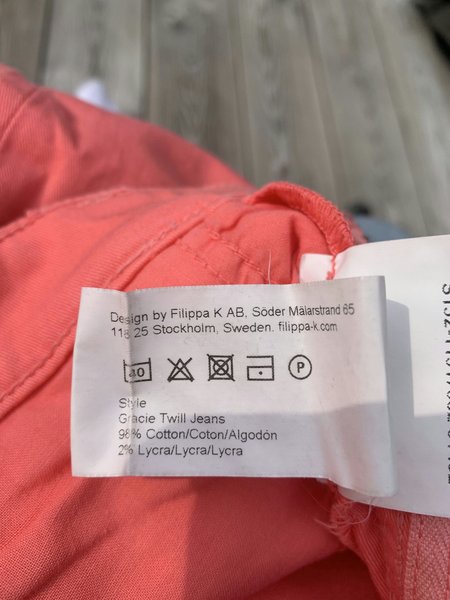 Design by Filippa K AB, Söder Mälarstrand 65
118 25 Stockholm, Sweden. filippa-k.com
40
P
Style
Gracie Twill Jeans
98% Cotton/Coton/Algodón
2% Lycra/Lycra/Lycra